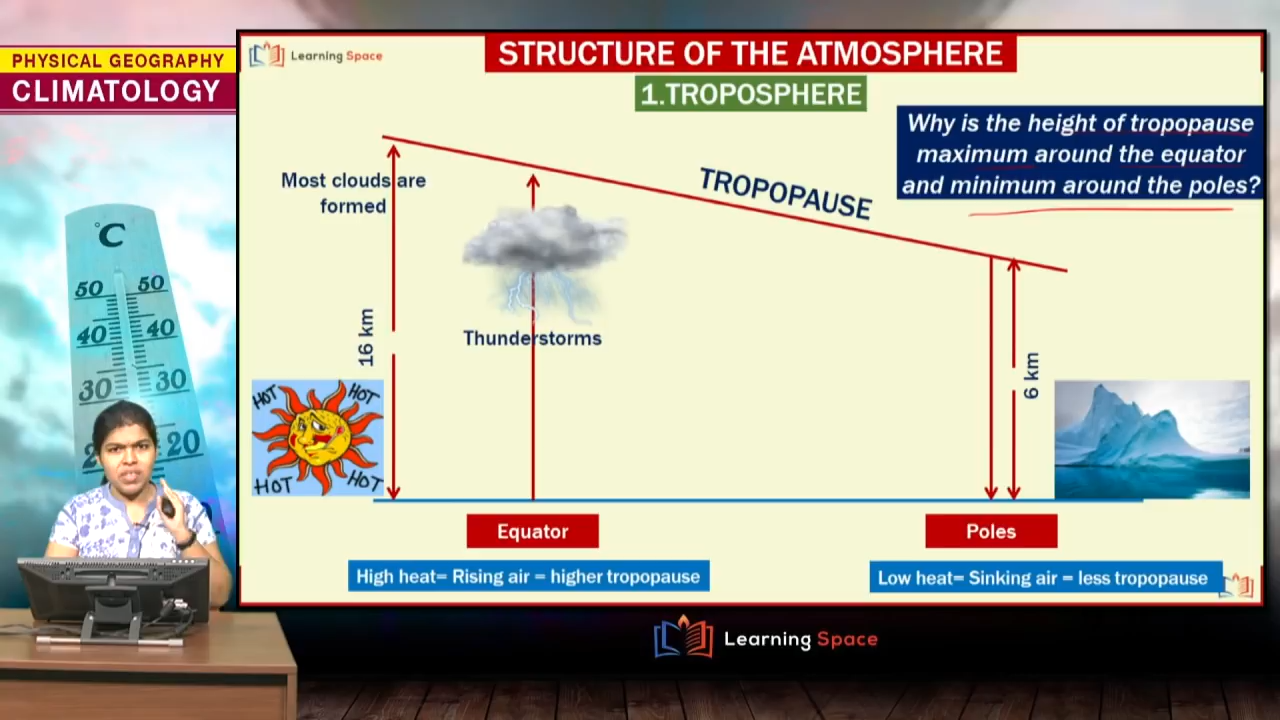 PHYSICAL GEOGRAPHY
CLIMATOLOGY
Learning Space
STRUCTURE OF THE ATMOSPHERE
1.TROPOSPHERE
Why is the height of tropopause
maximum around the equator
and minimum around the poles?
Most clouds are
formed
TROPOPAUSE
Thunderstorms
16 km
6 km
HOT HOT
HOT HOT
Equator
Poles
High heat= Rising air = higher tropopause
Low heat= Sinking air = less tropopause
°C
50 50
40 40
30 30
20
Learning Space